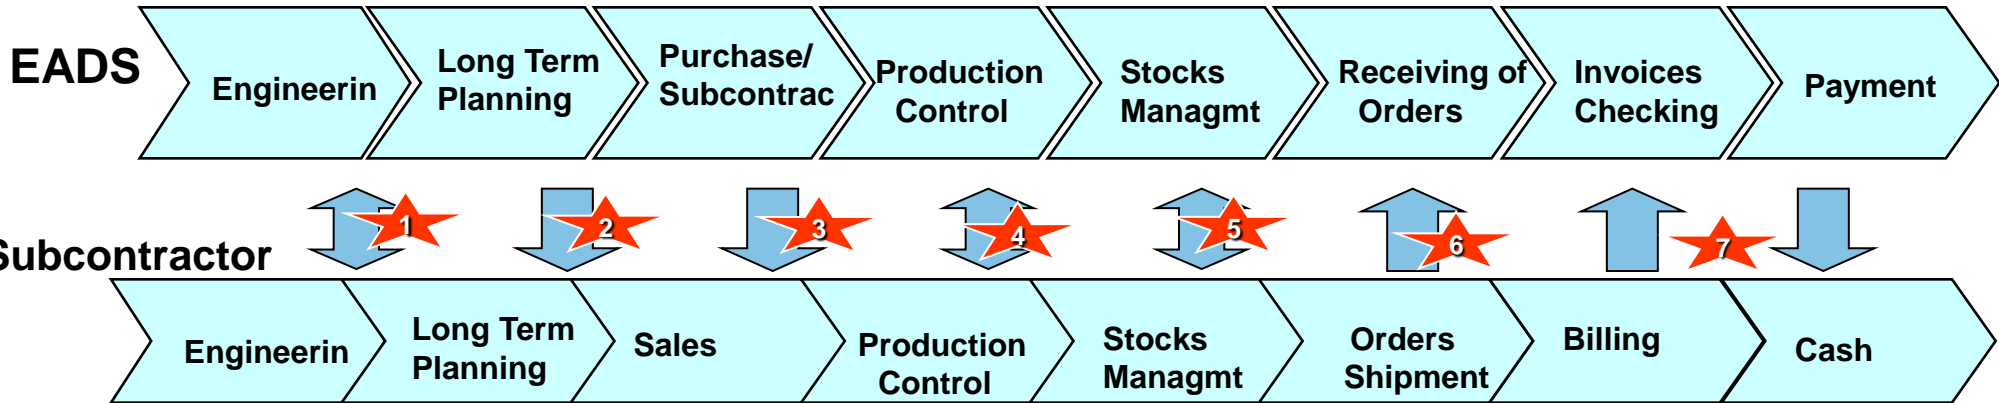 EADS
Engineerin
Long Term
Planning
Purchase/
Subcontrac
Production
Control
Stocks
Managmt
Receiving of
Orders
Invoices
Checking
Payment
1
2
3
4
5
6
7
Subcontractor
Engineerin
Long Term
Planning
Sales
Production
Control
Stocks
Managmt
Orders
Shipment
Billing
Cash